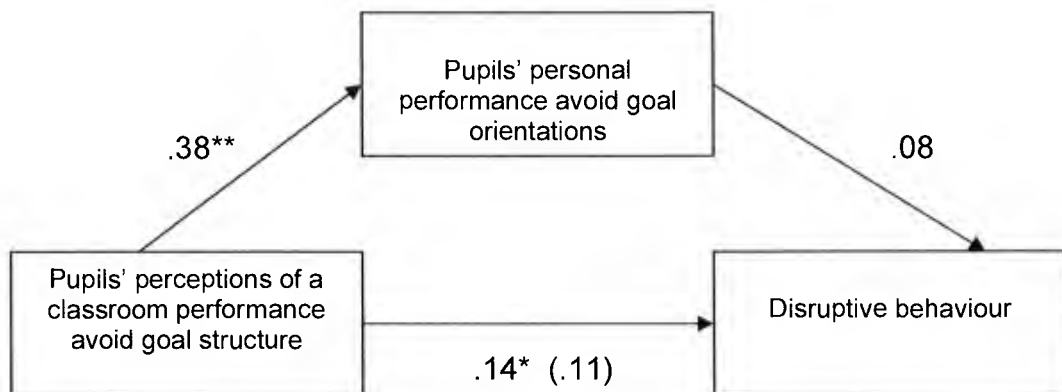 Pupils' personal
performance avoid goal
orientations
.38**
.08
Pupils' perceptions of a
classroom performance
avoid goal structure
Disruptive behaviour
.14* (.11)